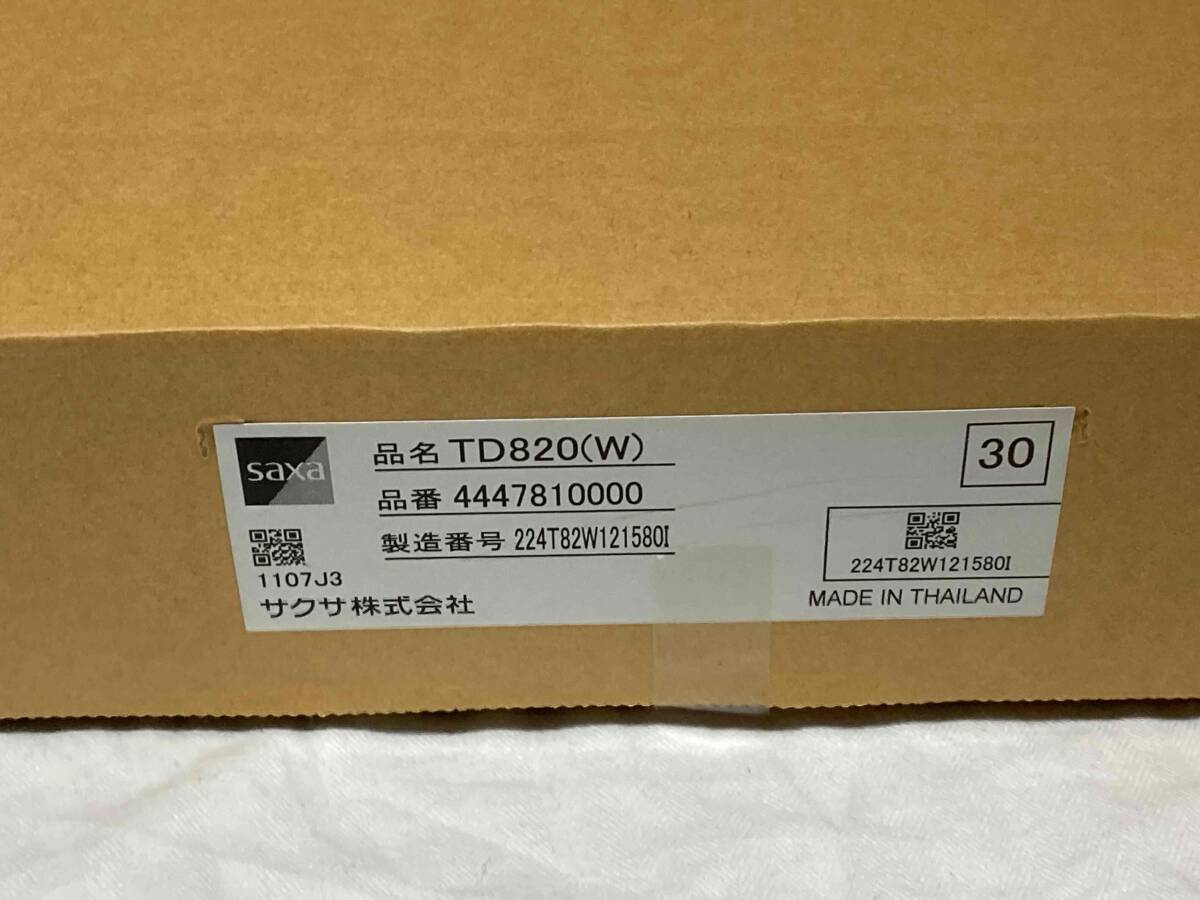 saxa
品名 TD820(W)
30
品番 4447810000
製造番号 224T82W121580I
1107J3
サクサ株式会社
224T82W121580I
MADE IN THAILAND